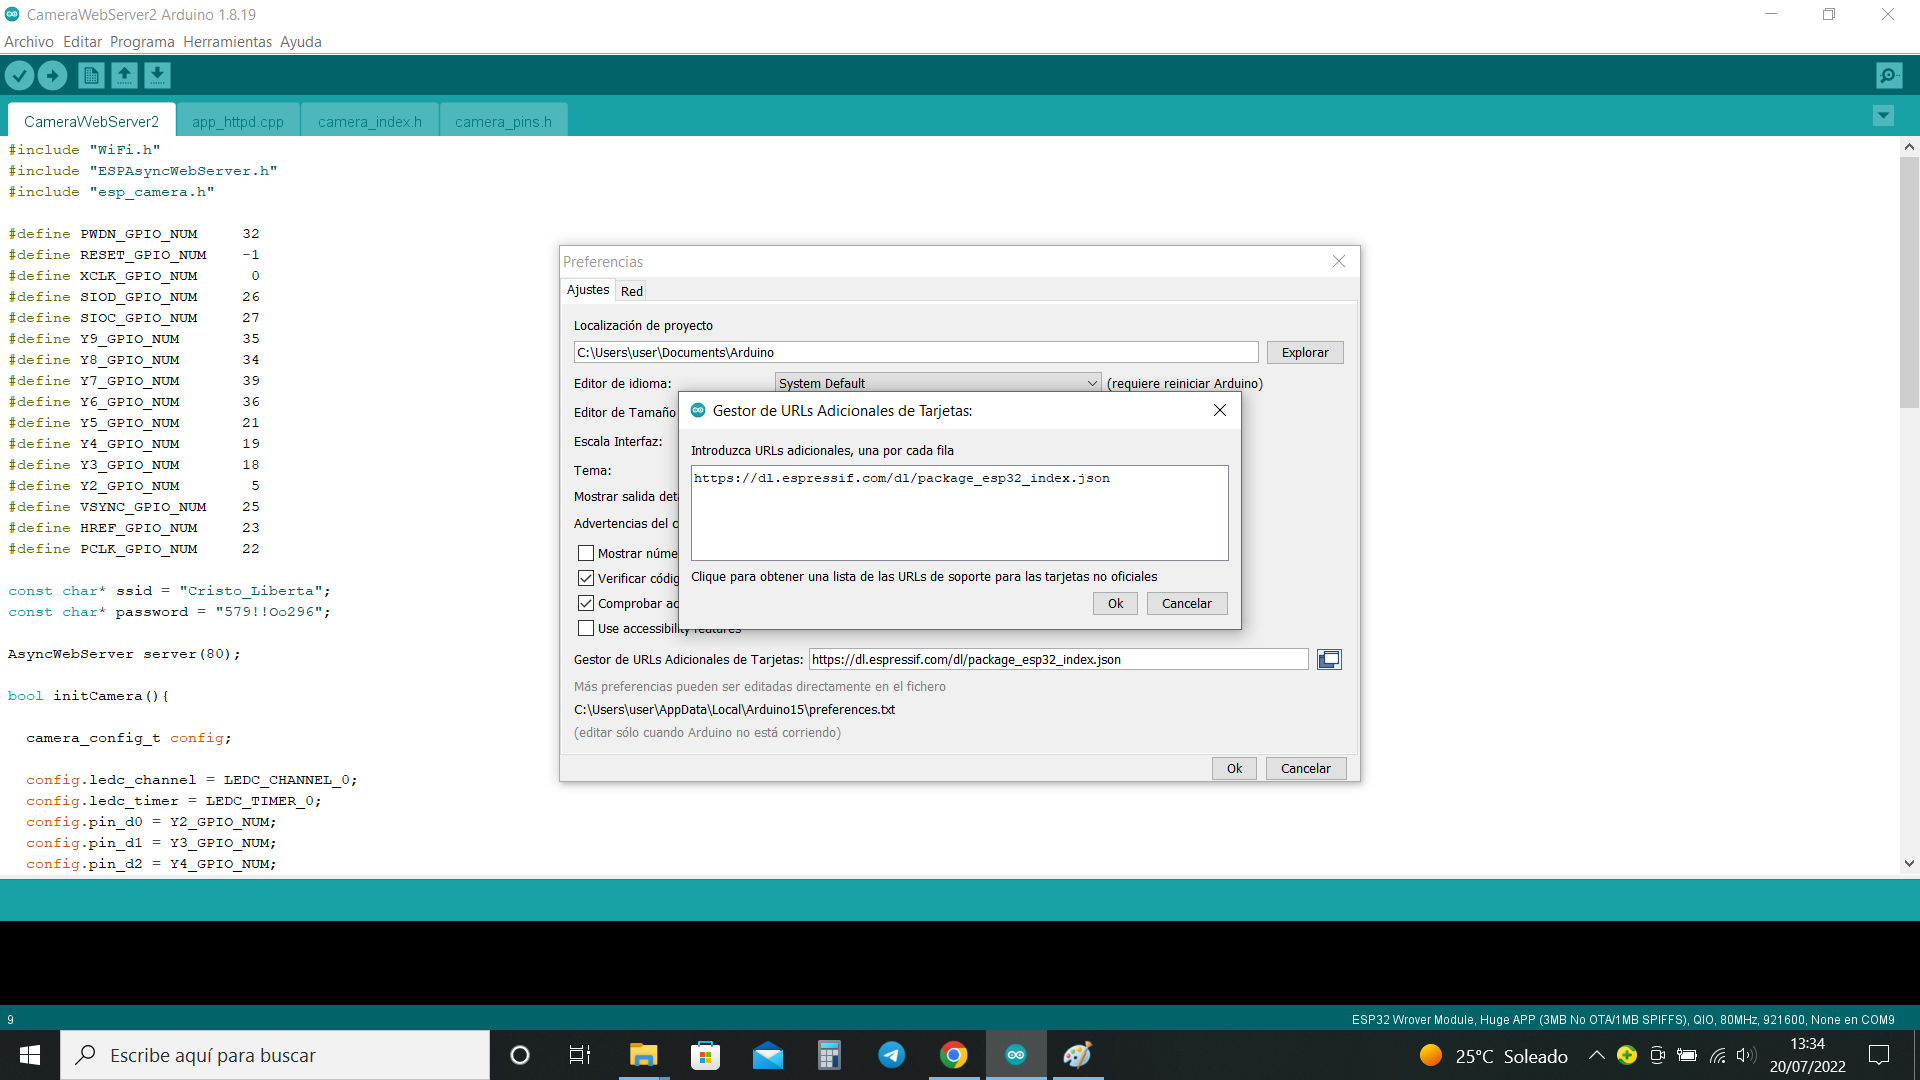 CameraWebServer2 Arduino 1.8.19
Archivo Editar Programa Herramientas Ayuda
CameraWebServer2 app_httpd.cpp camera_index.h camera_pins.h
#include "WiFi.h"
#include "ESPAsyncWebServer.h"
#include "esp_camera.h"
#define PWDN_GPIO_NUM 32
#define RESET_GPIO_NUM -1
#define XCLK_GPIO_NUM 0
#define SIOD_GPIO_NUM 26
#define SIOC_GPIO_NUM 27
#define Y9_GPIO_NUM 35
#define Y8_GPIO_NUM 34
#define Y7_GPIO_NUM 39
#define Y6_GPIO_NUM 36
#define Y5_GPIO_NUM 21
#define Y4_GPIO_NUM 19
#define Y3_GPIO_NUM 18
#define Y2_GPIO_NUM 5
#define VSYNC_GPIO_NUM 25
#define HREF_GPIO_NUM 23
#define PCLK_GPIO_NUM 22
const char* ssid = "Cristo_Liberta";
const char* password = "579!!Oo296";
AsyncWebServer server(80);
bool initCamera(){
camera_config_t config;
config.ledc_channel = LEDC_CHANNEL_0;
config.ledc_timer = LEDC_TIMER_0;
config.pin_d0 = Y2_GPIO_NUM;
config.pin_d1 = Y3_GPIO_NUM;
config.pin_d2 = Y4_GPIO_NUM;
Preferencias
Ajustes Red
Localización de proyecto
C:\Users\user\Documents\Arduino Explorar
Editor de idioma: System Default (requiere reiniciar Arduino)
Editor de Tamaño
Escala Interfaz:
Tema:
Mostrar salida
Advertencias del
Mostrar
Verificar
Comprobar
Use accessibility features
Gestor de URLs Adicionales de Tarjetas: https://dl.espressif.com/dl/package_esp32_index.json
Más preferencias pueden ser editadas directamente en el fichero
C:\Users\user\AppData\Local\Arduino15\preferences.txt
(editar sólo cuando Arduino no está corriendo)
Ok Cancelar
Gestor de URLs Adicionales de Tarjetas:
Introduzca URLs adicionales, una por cada fila
https://dl.espressif.com/dl/package_esp32_index.json
Clique para obtener una lista de las URLs de soporte para las tarjetas no oficiales
Ok Cancelar
9 ESP32 Wrover Module, Huge APP (3MB No OTA/1MB SPIFFS), QIO, 80MHz, 921600, None en COM9
Escribe aquí para buscar 25°C Soleado 13:34
20/07/2022